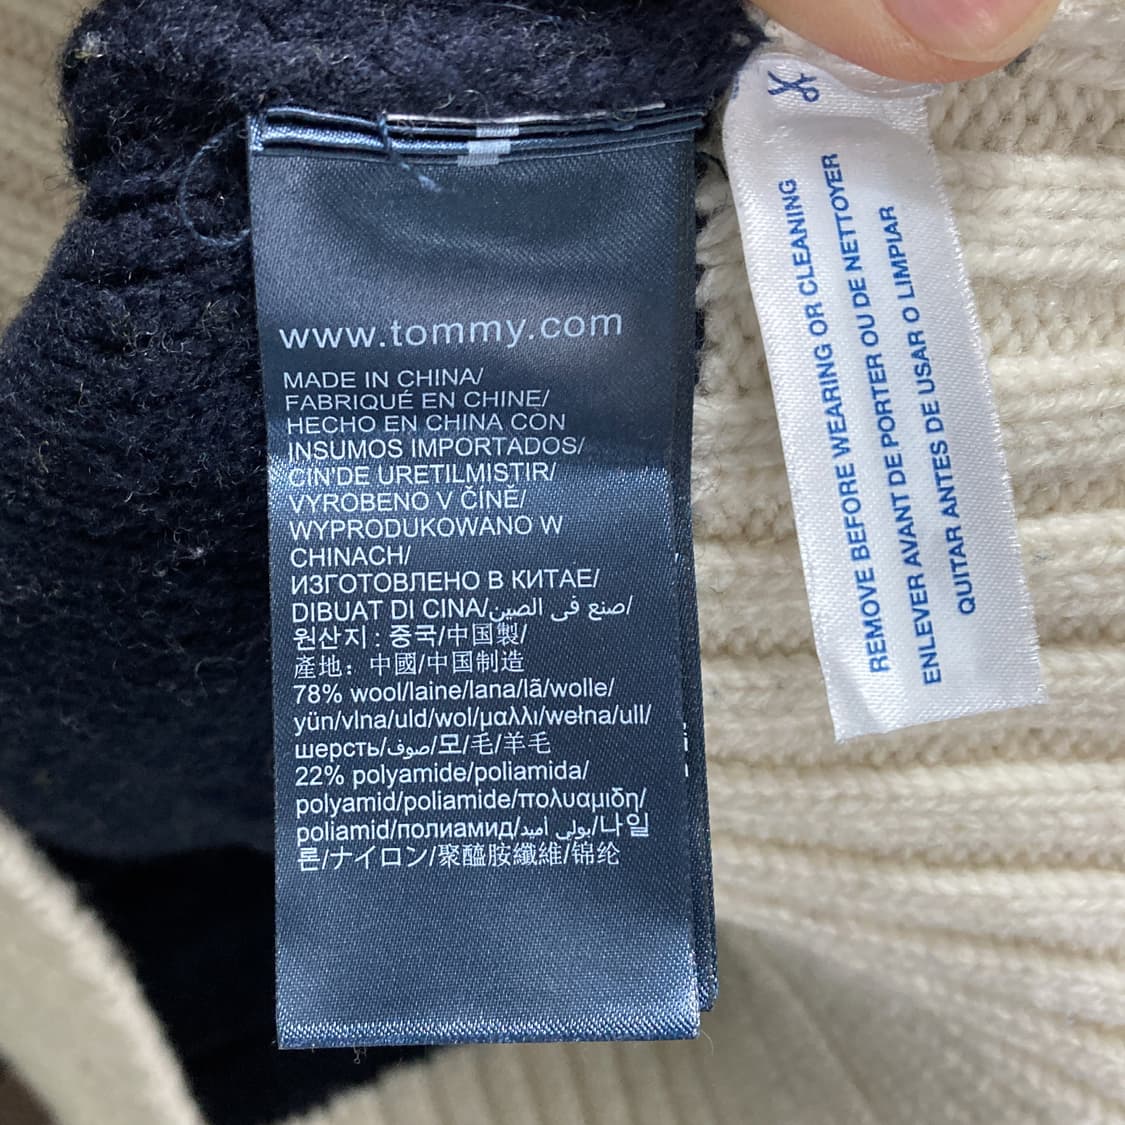 www.tommy.com
MADE IN CHINA/
FABRIQUÉ EN CHINE/
HECHO EN CHINA CON
INSUMOS IMPORTADOS/
ÇIN'DE URETILMISTIR/
VYROBENO V ČÍNĚ/
WYPRODUKOWANO W
CHINACH/
ИЗГОТОВЛЕНО В КИТАЕ/
DIBUAT DI CINA/صنع في الصين/
원산지 : 중국/中国製/
產地：中國/中国制造
78% wool/laine/lana/lã/wolle/
yün/vlna/uld/wol/μαλλι/wełna/ull/
шерсть/صوف/모/毛/羊毛
22% polyamide/poliamida/
polyamid/poliamide/πολυαμιδη/
poliamid/полиамид/بولي أميد/나일
론/ナイロン/聚醯胺纖維/锦纶
REMOVE BEFORE WEARING OR CLEANING
ENLEVER AVANT DE PORTER OU DE NETTOYER
QUITAR ANTES DE USAR O LIMPIAR